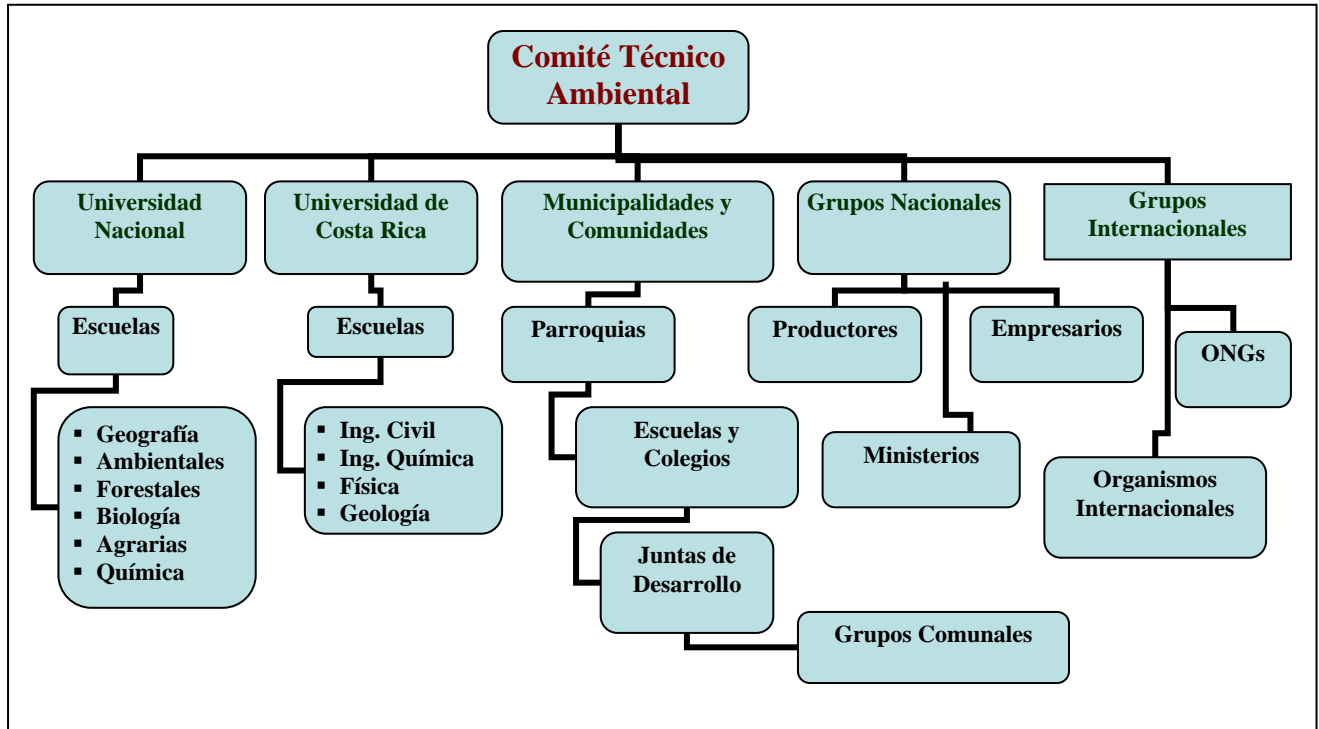 Comité Técnico
Ambiental
Universidad
Nacional
Universidad de
Costa Rica
Municipalidades y
Comunidades
Grupos Nacionales
Grupos
Internacionales
Escuelas
Escuelas
Parroquias
Productores
Empresarios
ONGs
▪ Geografía
▪ Ambientales
▪ Forestales
▪ Biología
▪ Agrarias
▪ Química
▪ Ing. Civil
▪ Ing. Química
▪ Física
▪ Geología
Escuelas y
Colegios
Ministerios
Organismos
Internacionales
Juntas de
Desarrollo
Grupos Comunales